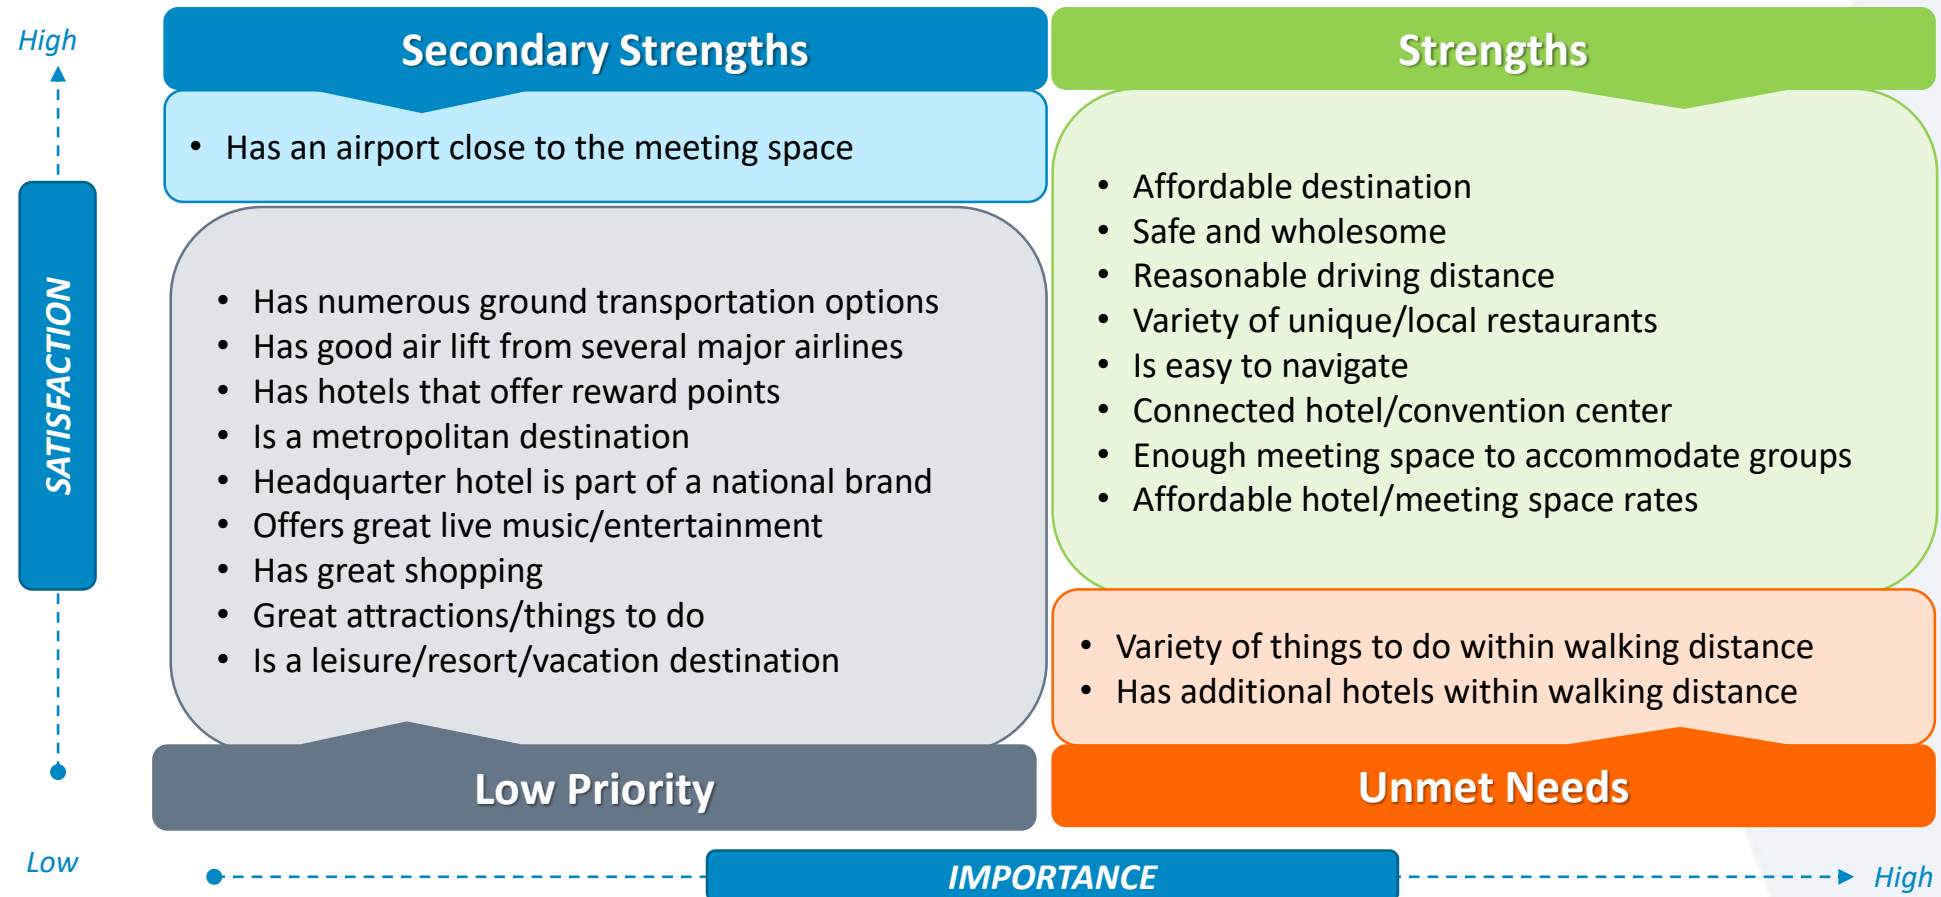 High
Secondary Strengths
Strengths
• Has an airport close to the meeting space
• Affordable destination
• Safe and wholesome
• Reasonable driving distance
• Variety of unique/local restaurants
• Is easy to navigate
• Connected hotel/convention center
• Enough meeting space to accommodate groups
• Affordable hotel/meeting space rates
SATISFACTION
• Has numerous ground transportation options
• Has good air lift from several major airlines
• Has hotels that offer reward points
• Is a metropolitan destination
• Headquarter hotel is part of a national brand
• Offers great live music/entertainment
• Has great shopping
• Great attractions/things to do
• Is a leisure/resort/vacation destination
• Variety of things to do within walking distance
• Has additional hotels within walking distance
Low Priority
Unmet Needs
Low
IMPORTANCE
High